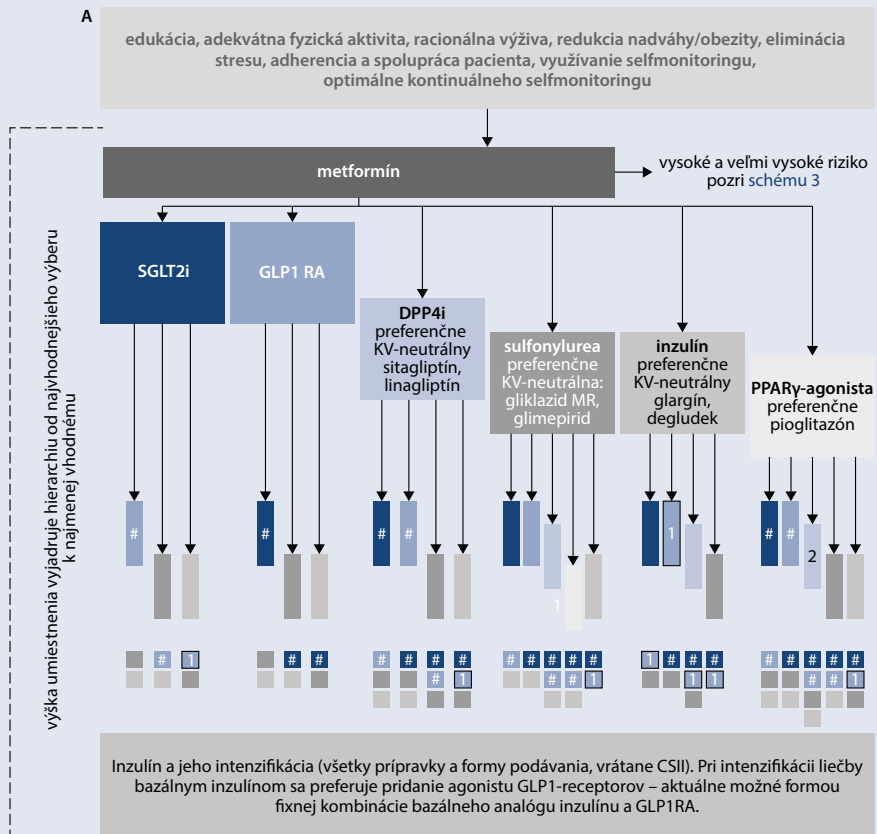 A
edukácia, adekvátna fyzická aktivita, racionálna výživa, redukcia nadváhy/obezity, eliminácia
stresu, adherencia a spolupráca pacienta, využívanie selfmonitoringu,
optimálne kontinuálneho selfmonitoringu
metformín
vysoké a veľmi vysoké riziko
pozri schému 3
výška umiestnenia vyjadruje hierarchiu od najvhodnejšieho výberu
k najmenej vhodnému
SGLT2i
GLP1 RA
DPP4i
preferenčne
KV-neutrálny
sitagliptín,
linagliptín
sulfonylurea
preferenčne
KV-neutrálna:
gliklazid MR,
glimepirid
inzulín
preferenčne
KV-neutrálny
glargín,
degludek
PPARγ-agonista
preferenčne
pioglitazón
# # # # 1 # #
2
1
# 1 # # # # # # # # # # # 1 # # # # # # # #
# 1 # # 1 1 1 # # 1
Inzulín a jeho intenzifikácia (všetky prípravky a formy podávania, vrátane CSII). Pri intenzifikácii liečby
bazálnym inzulínom sa preferuje pridanie agonistu GLP1-receptorov – aktuálne možné formou
fixnej kombinácie bazálneho analógu inzulínu a GLP1RA.